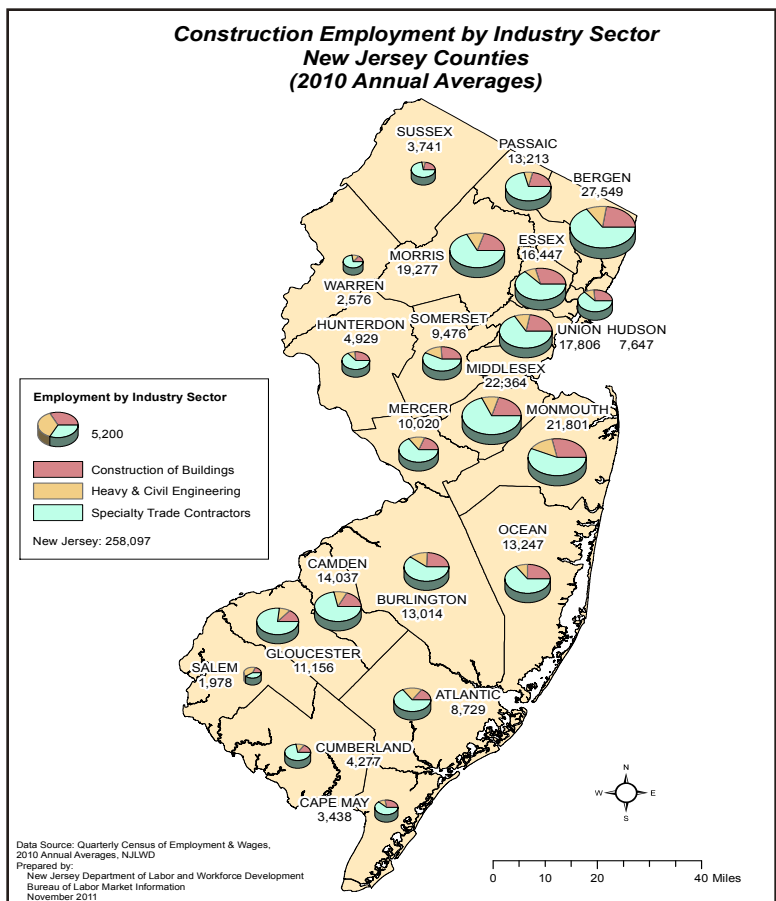 Construction Employment by Industry Sector
New Jersey Counties
(2010 Annual Averages)
SUSSEX
3,741
PASSAIC
13,213
BERGEN
27,549
MORRIS
19,277
ESSEX
16,447
WARREN
2,576
HUNTERDON
4,929
SOMERSET
9,476
UNION
17,806
HUDSON
7,647
MIDDLESEX
22,364
MERCER
10,020
MONMOUTH
21,801
Employment by Industry Sector
5,200
Construction of Buildings
Heavy & Civil Engineering
Specialty Trade Contractors
New Jersey: 258,097
OCEAN
13,247
CAMDEN
14,037
BURLINGTON
13,014
GLOUCESTER
11,156
SALEM
1,978
ATLANTIC
8,729
CUMBERLAND
4,277
CAPE MAY
3,438
N
W
E
S
Data Source: Quarterly Census of Employment & Wages,
2010 Annual Averages, NJLWD
Prepared by:
New Jersey Department of Labor and Workforce Development
Bureau of Labor Market Information
November 2011
0 10 20 40 Miles